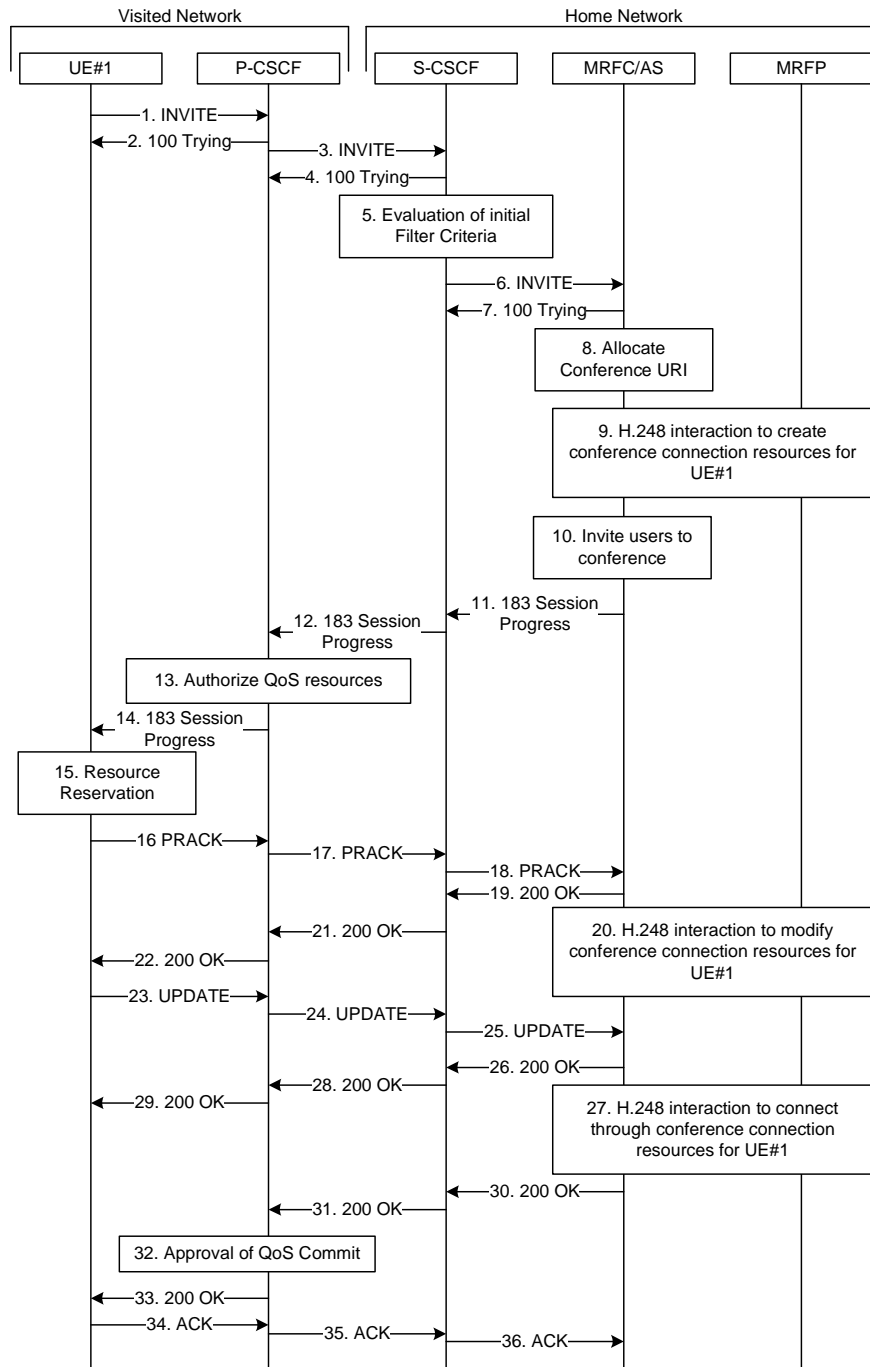 Visited Network
Home Network
UE#1
P-CSCF
S-CSCF
MRFC/AS
MRFP
1. INVITE
2. 100 Trying
3. INVITE
4. 100 Trying
5. Evaluation of initial
Filter Criteria
6. INVITE
7. 100 Trying
8. Allocate
Conference URI
9. H.248 interaction to create
conference connection resources for
UE#1
10. Invite users to
conference
11. 183 Session
Progress
12. 183 Session
Progress
13. Authorize QoS resources
14. 183 Session
Progress
15. Resource
Reservation
16 PRACK
17. PRACK
18. PRACK
19. 200 OK
20. H.248 interaction to modify
conference connection resources for
UE#1
21. 200 OK
22. 200 OK
23. UPDATE
24. UPDATE
25. UPDATE
26. 200 OK
27. H.248 interaction to connect
through conference connection
resources for UE#1
28. 200 OK
29. 200 OK
30. 200 OK
31. 200 OK
32. Approval of QoS Commit
33. 200 OK
34. ACK
35. ACK
36. ACK